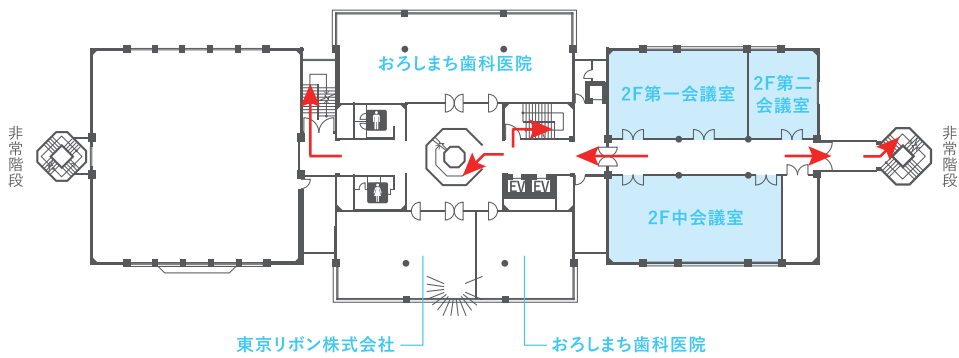 おろしまち歯科医院
2F第一会議室
2F第二
会議室
非常階段
非常階段
EV
EV
2F中会議室
東京リボン株式会社
おろしまち歯科医院